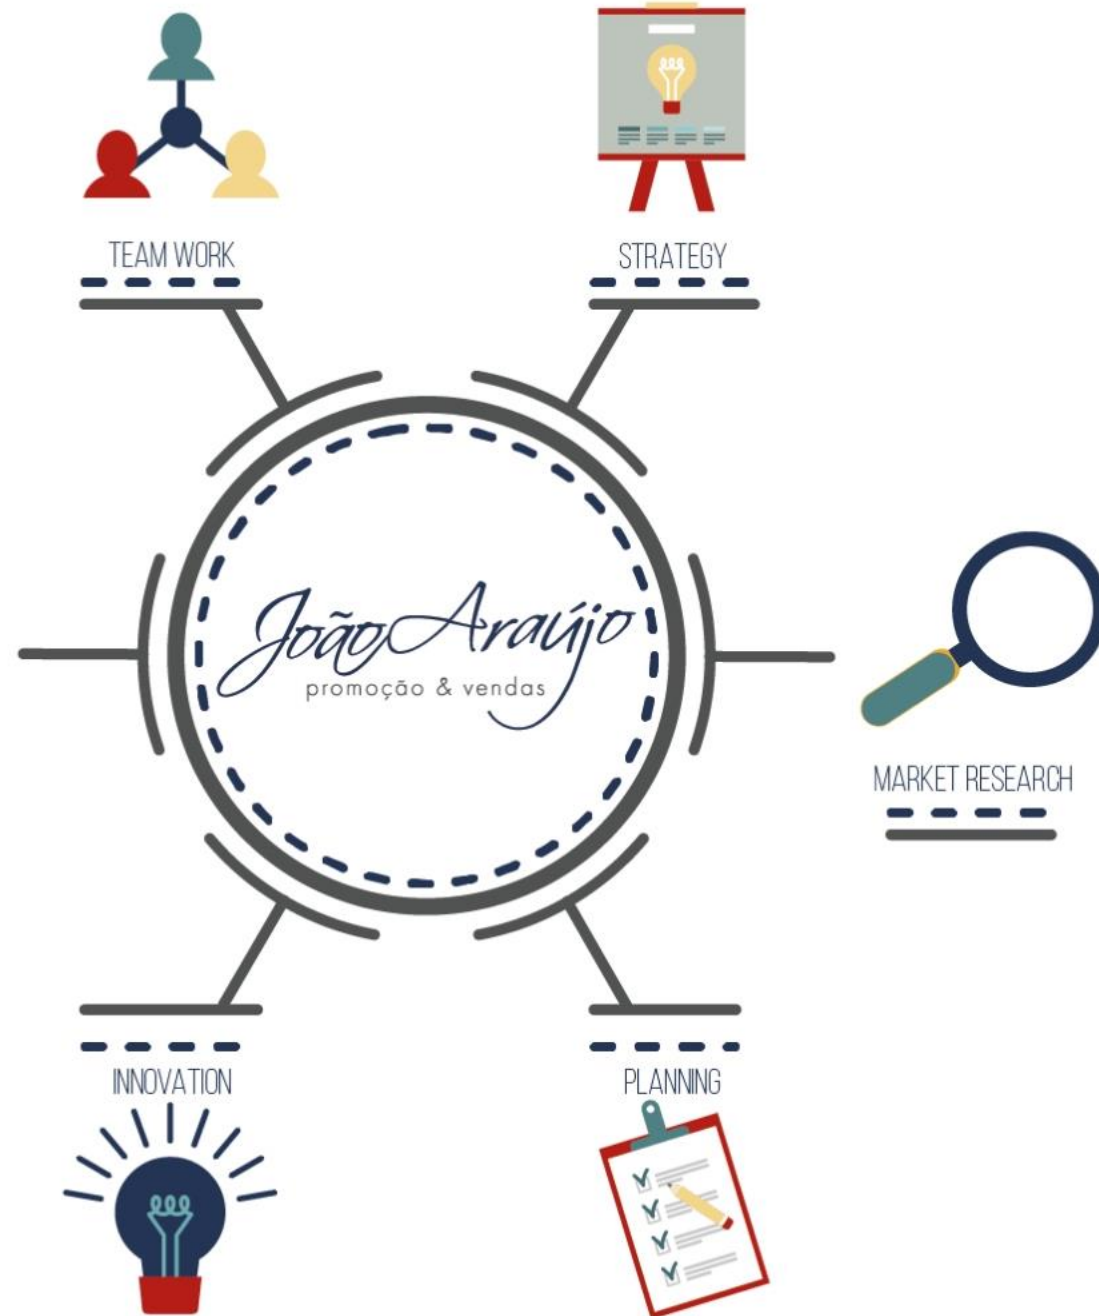 TEAM WORK
STRATEGY
João Araújo
promoção & vendas
MARKET RESEARCH
INNOVATION
PLANNING